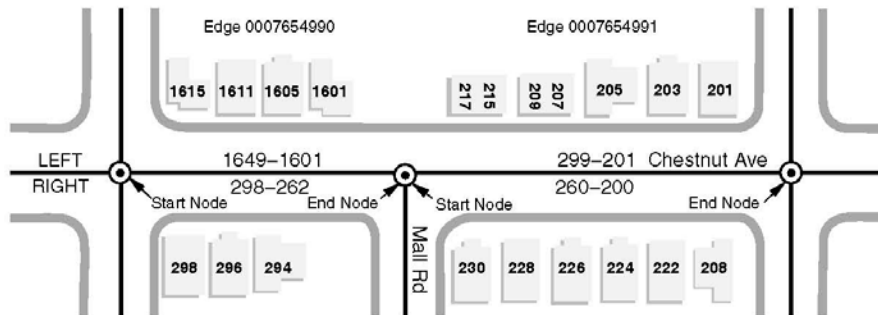 Edge 0007654990
Edge 0007654991
1615 1611 1605 1601
217 215 209 207 205 203 201
LEFT 1649–1601 299–201 Chestnut Ave
RIGHT 298–262 260–200
Start Node End Node Start Node End Node
Mall Rd
298 296 294
230 228 226 224 222 208